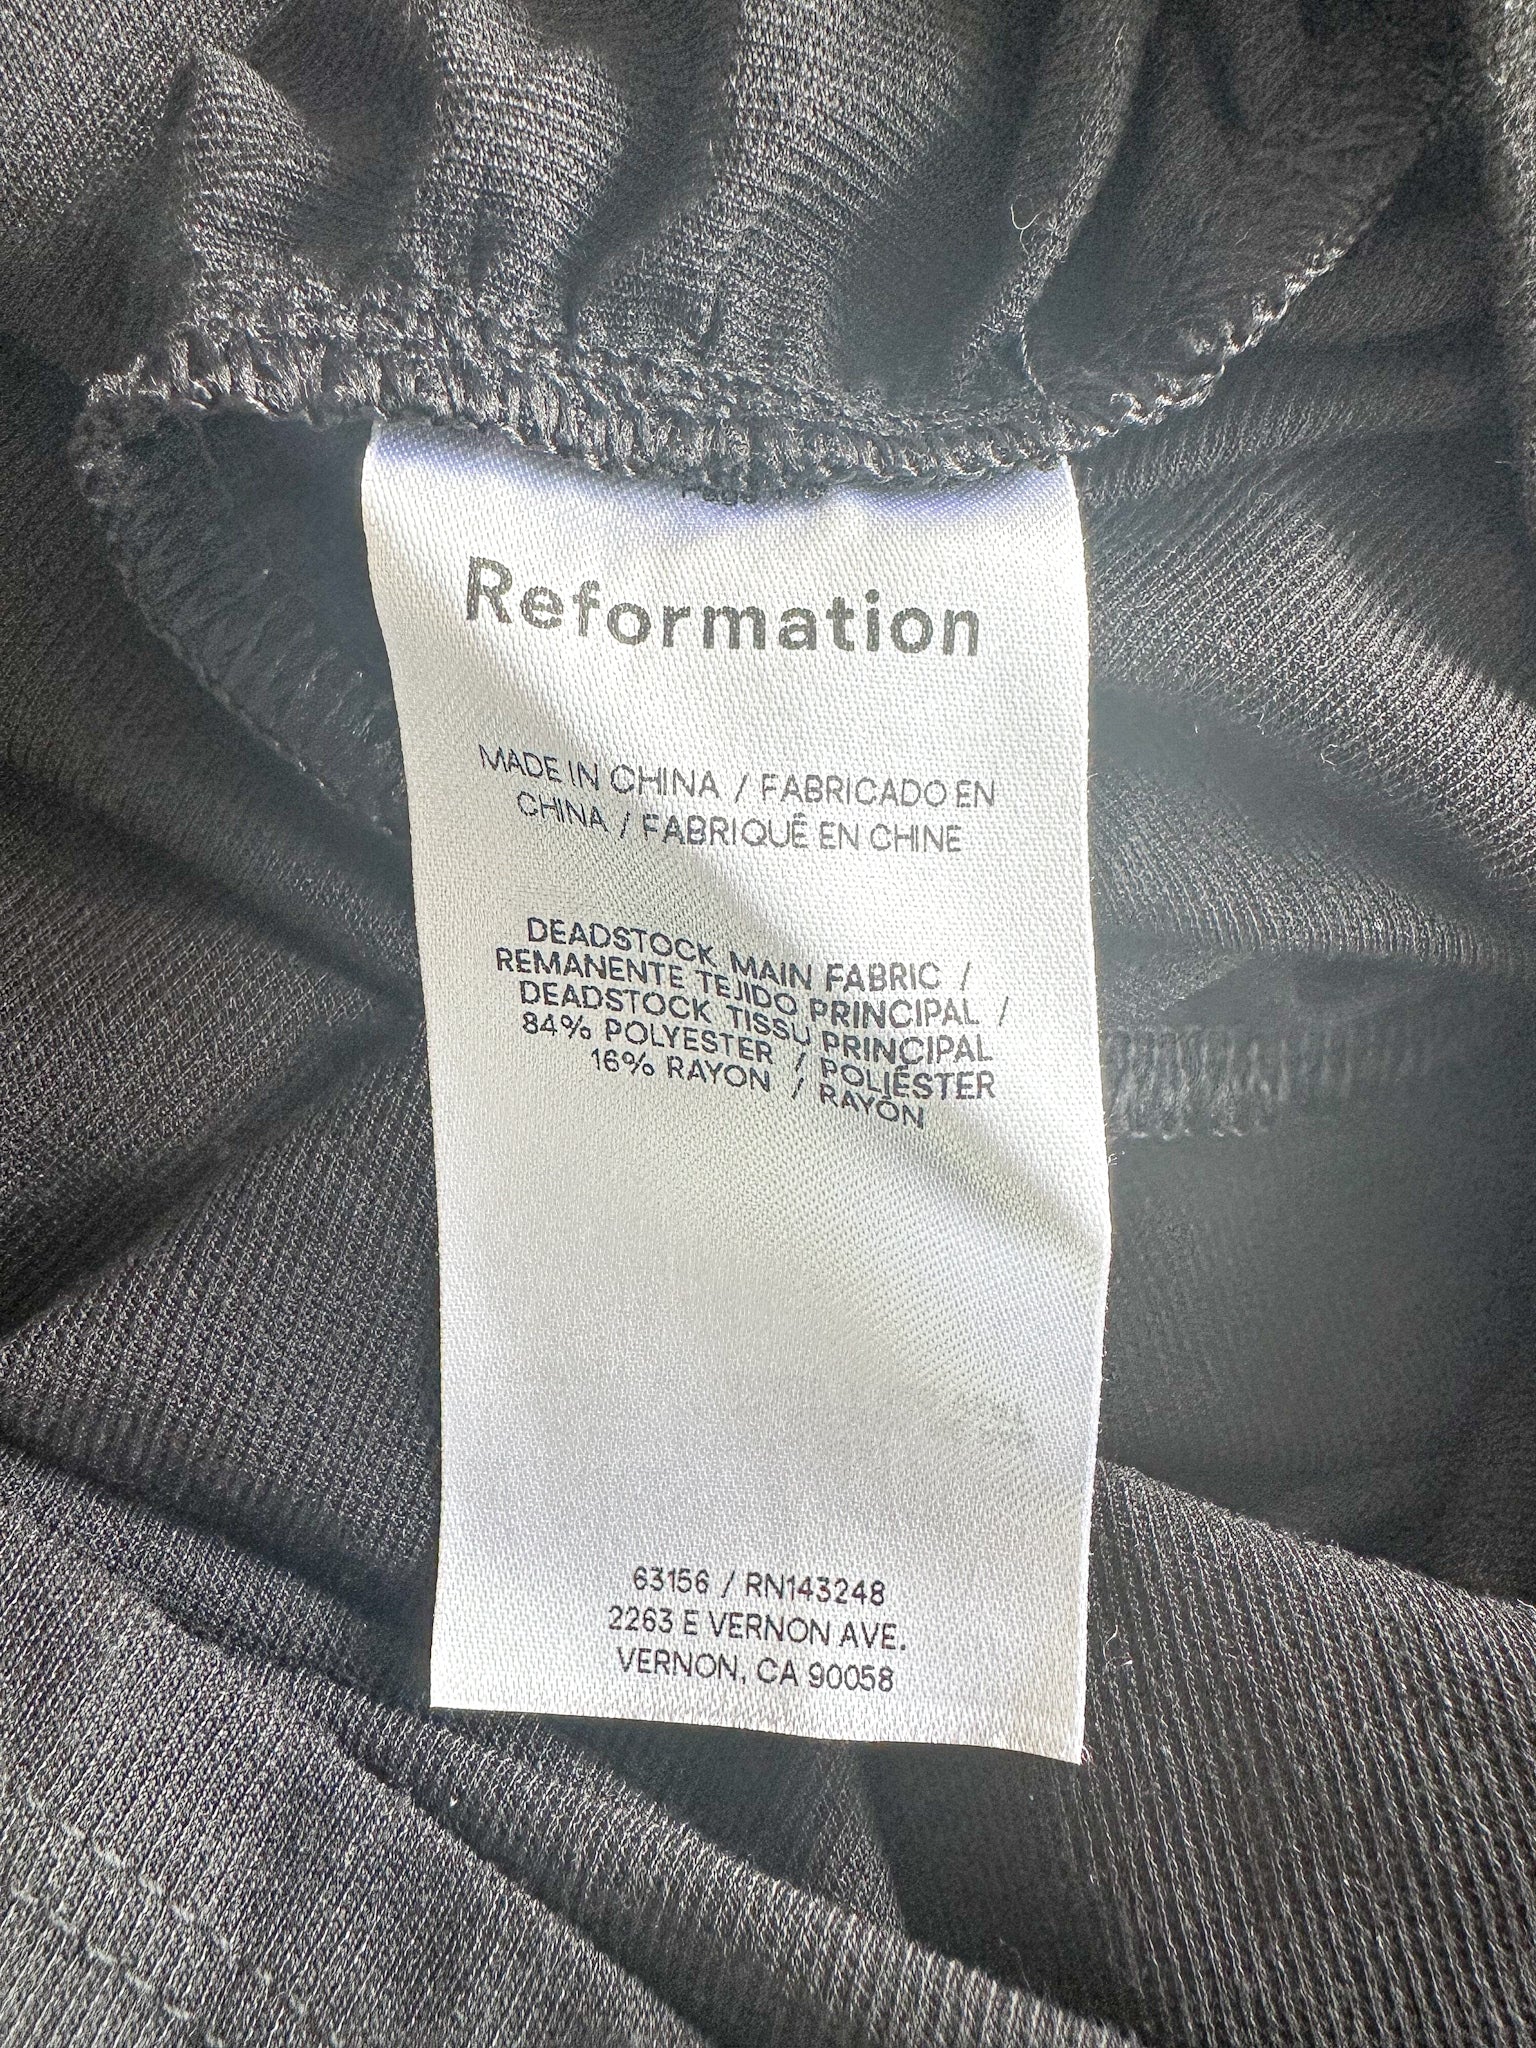 Reformation
MADE IN CHINA / FABRICADO EN
CHINA / FABRIQUÉ EN CHINE
DEADSTOCK MAIN FABRIC /
REMANENTE TEJIDO PRINCIPAL /
DEADSTOCK TISSU PRINCIPAL
84% POLYESTER / POLIÉSTER
16% RAYON / RAYÓN
63156 / RN143248
2263 E VERNON AVE.
VERNON, CA 90058